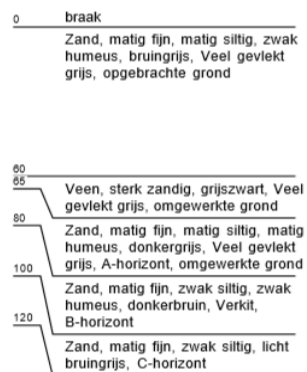 0 braak
Zand, matig fijn, matig siltig, zwak
humeus, bruingrijs, Veel gevlekt
grijs, opgebrachte grond
60
65 Veen, sterk zandig, grijszwart, Veel
gevlekt grijs, omgewerkte grond
80 Zand, matig fijn, matig siltig, matig
humeus, donkergrijs, Veel gevlekt
grijs, A-horizont, omgewerkte grond
100 Zand, matig fijn, zwak siltig, zwak
humeus, donkerbruin, Verkit,
B-horizont
120 Zand, matig fijn, zwak siltig, licht
bruingrijs, C-horizont